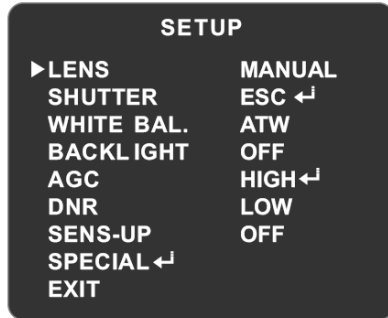 SETUP
▶LENS MANUAL
SHUTTER ESC ↵
WHITE BAL. ATW
BACKLIGHT OFF
AGC HIGH↵
DNR LOW
SENS-UP OFF
SPECIAL↵
EXIT